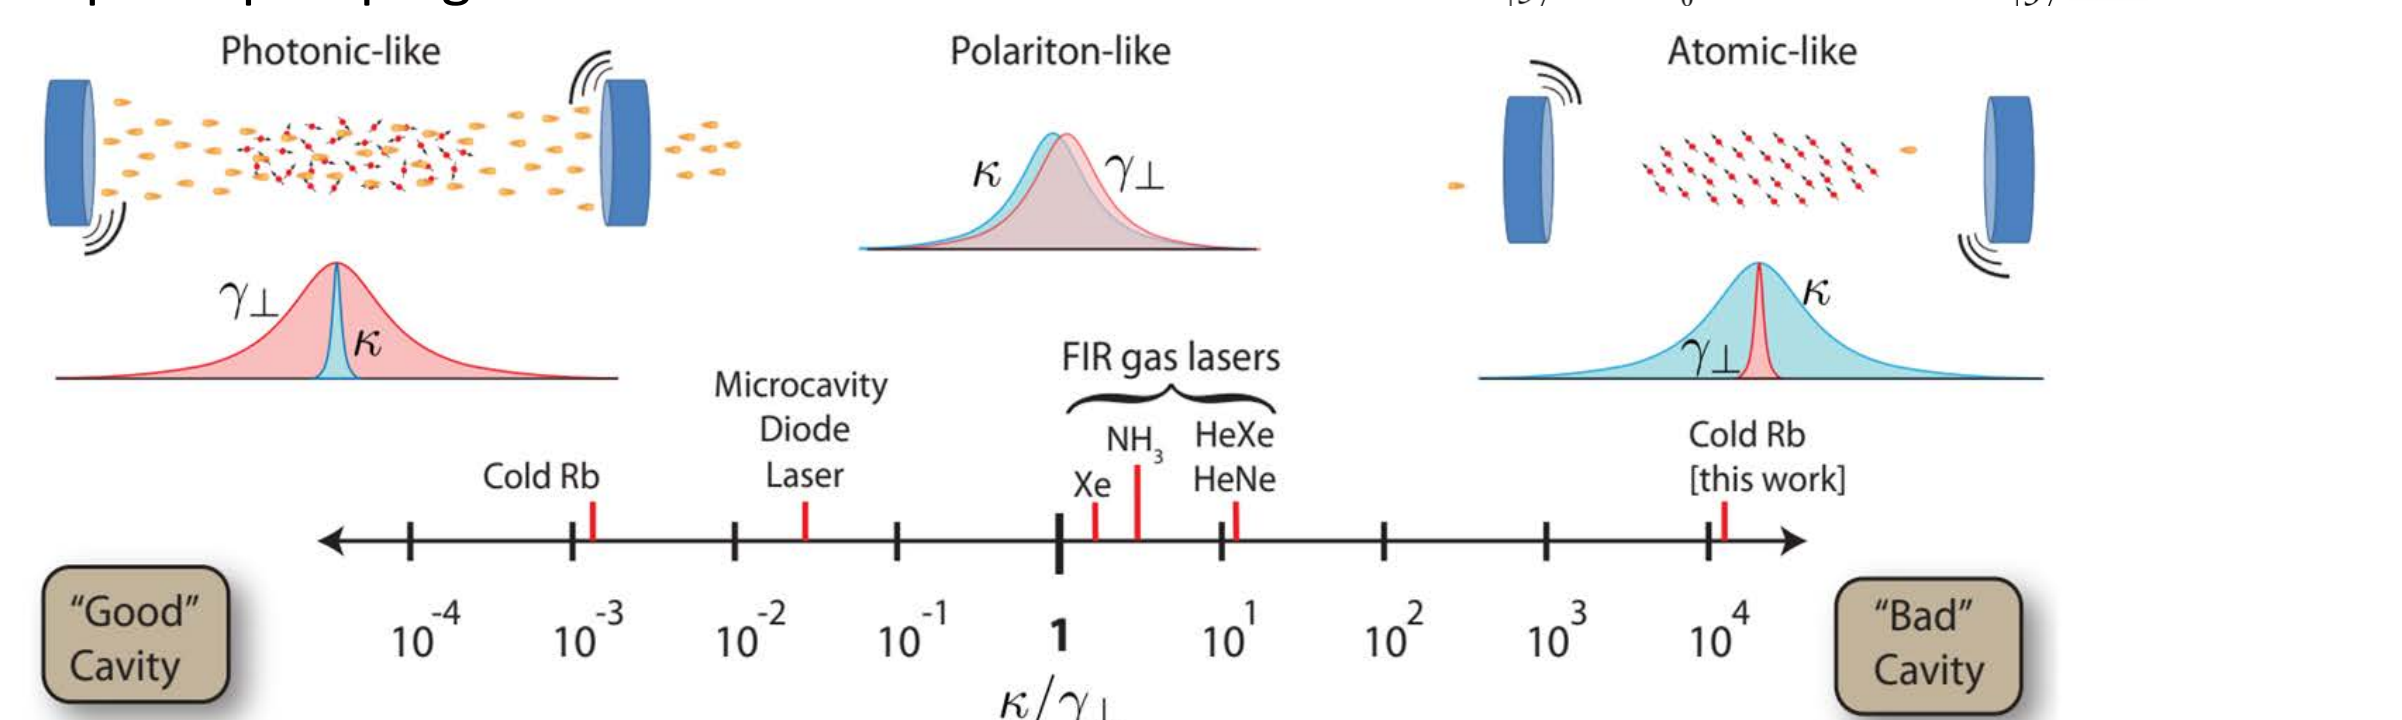 Photonic-like
Polariton-like
Atomic-like
κ
γ⊥
γ⊥
κ
κ
γ⊥
FIR gas lasers
Microcavity
Diode
Laser
Cold Rb
Xe
NH₃
HeXe
HeNe
Cold Rb
[this work]
“Good”
Cavity
10⁻⁴
10⁻³
10⁻²
10⁻¹
1
10¹
10²
10³
10⁴
“Bad”
Cavity
κ/γ⊥